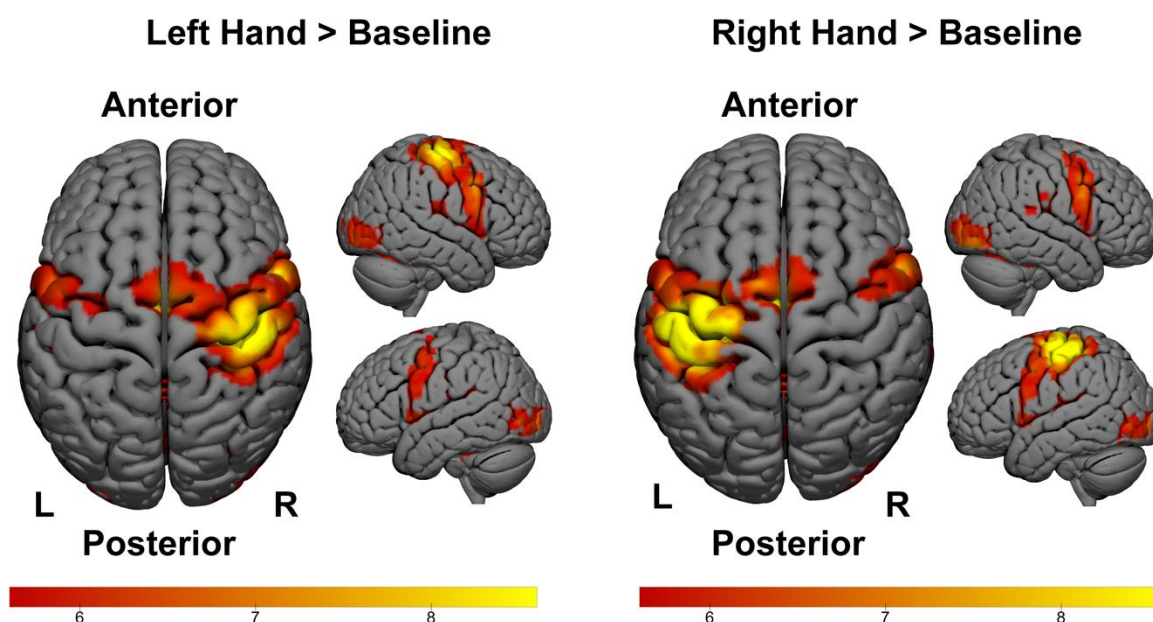 Left Hand > Baseline
Anterior
L
R
Posterior
6 7 8
Right Hand > Baseline
Anterior
L
R
Posterior
6 7 8